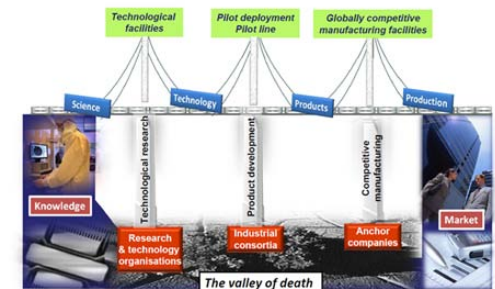 Technological
facilities
Pilot deployment
Pilot line
Globally competitive
manufacturing facilities
Science
Technology
Products
Production
Technological research
Product development
Competitive
manufacturing
Knowledge
Market
Research
& technology
organisations
Industrial
consortia
Anchor
companies
The valley of death